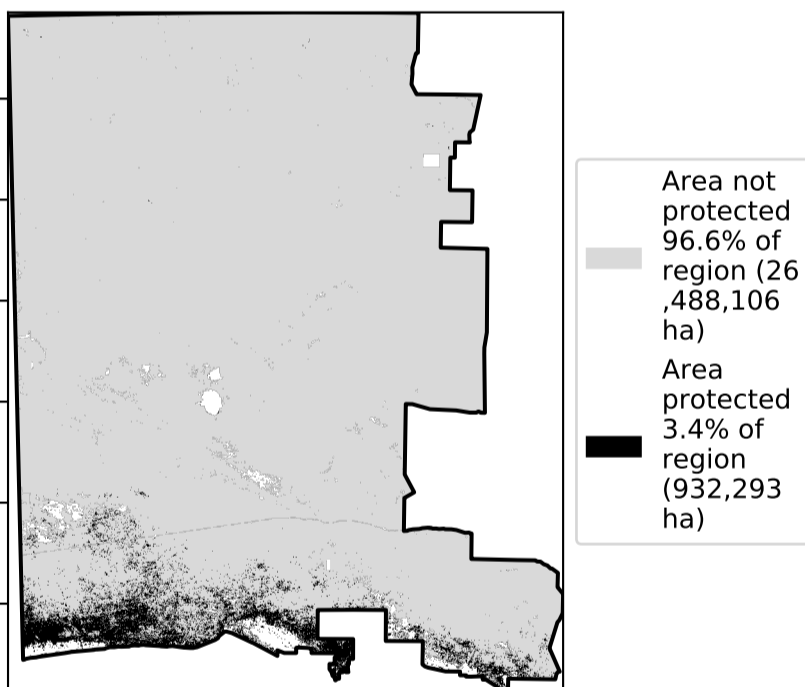 Area not
protected
96.6% of
region (26
,488,106
ha)
Area
protected
3.4% of
region
(932,293
ha)